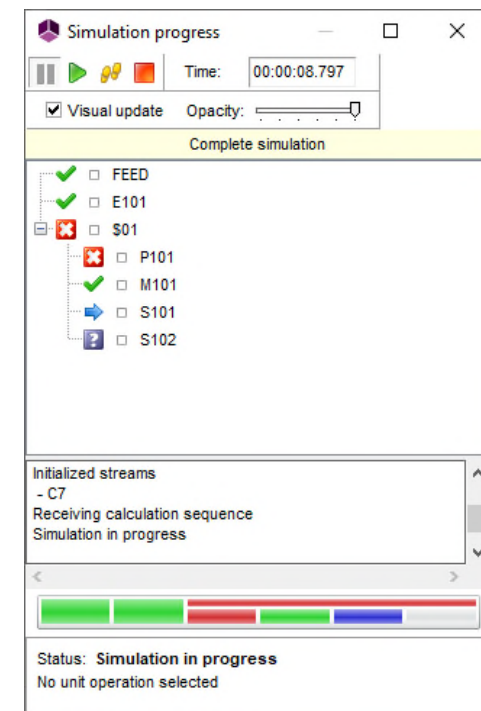 Simulation progress
Time: 00:00:08.797
Visual update Opacity:
Complete simulation
FEED
E101
$01
P101
M101
S101
S102
Initialized streams
- C7
Receiving calculation sequence
Simulation in progress
Status: Simulation in progress
No unit operation selected